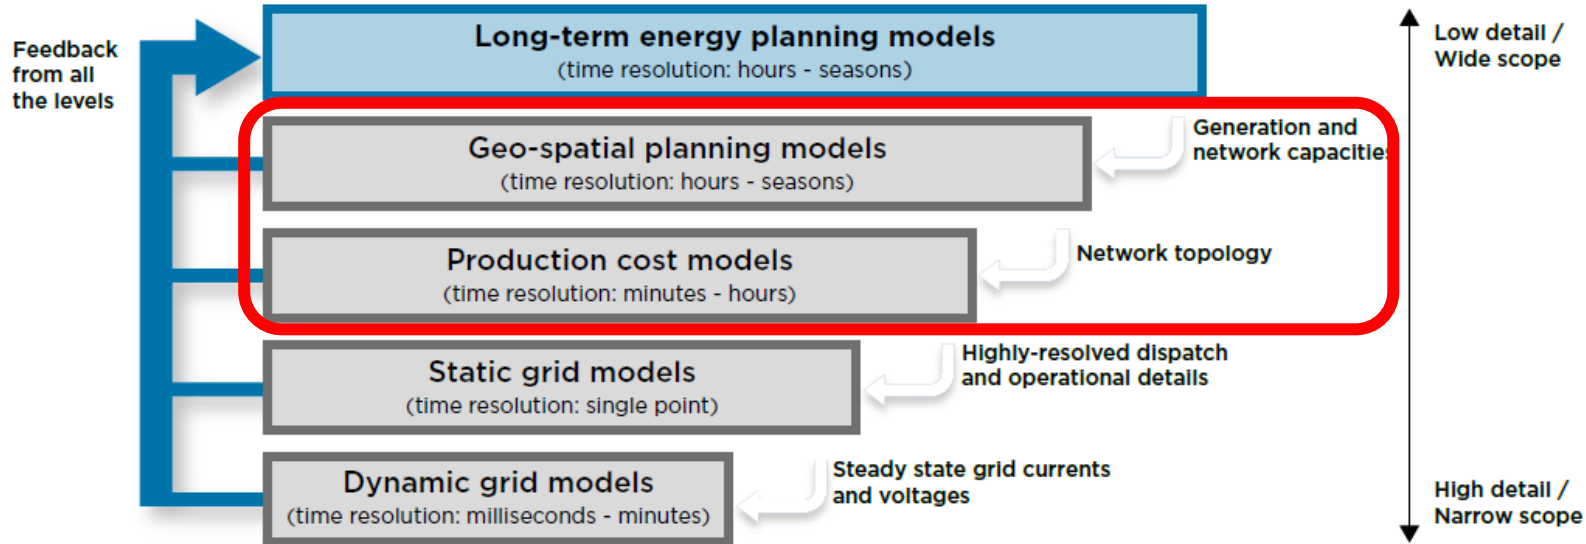 Feedback
from all
the levels
Long-term energy planning models
(time resolution: hours - seasons)
Low detail /
Wide scope
Geo-spatial planning models
(time resolution: hours - seasons)
Generation and
network capacities
Production cost models
(time resolution: minutes - hours)
Network topology
Static grid models
(time resolution: single point)
Highly-resolved dispatch
and operational details
Dynamic grid models
(time resolution: milliseconds - minutes)
Steady state grid currents
and voltages
High detail /
Narrow scope